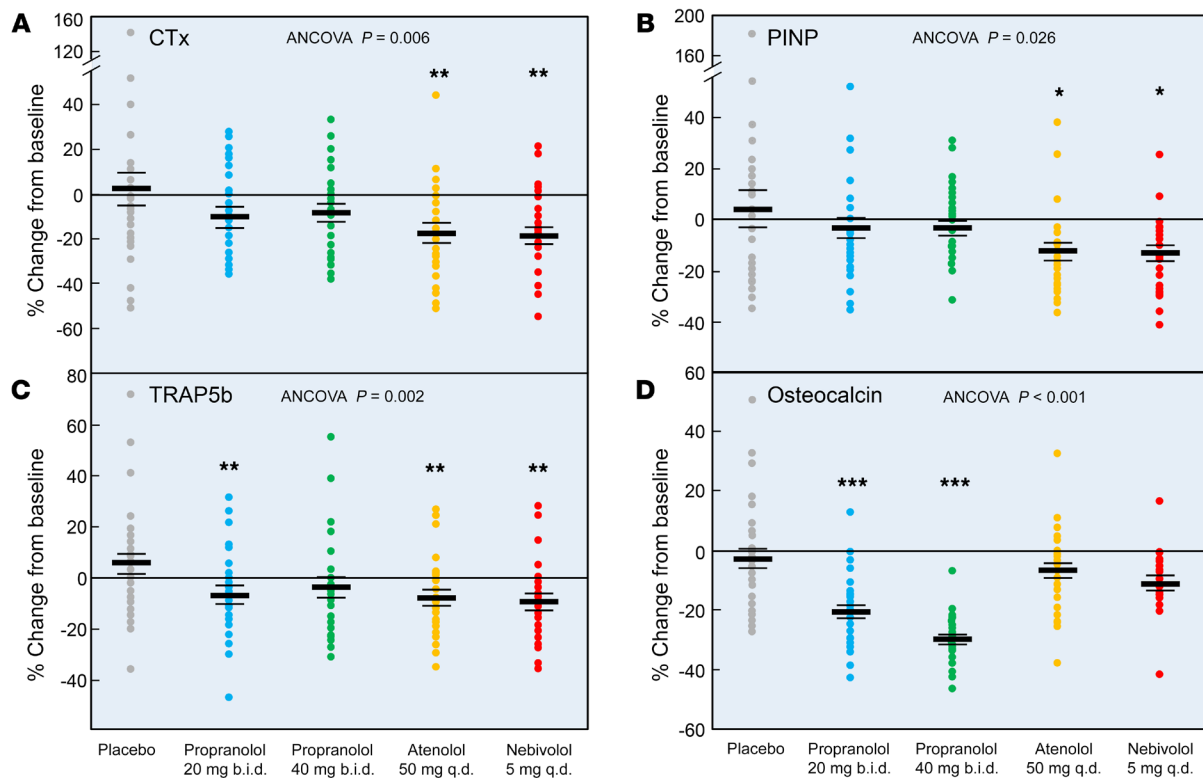 A
CTx
ANCOVA P = 0.006
** **
% Change from baseline
160
120
40
20
0
-20
-40
-60
B
PINP
ANCOVA P = 0.026
* *
% Change from baseline
200
160
40
20
0
-20
-40
C
TRAP5b
ANCOVA P = 0.002
** ** **
% Change from baseline
80
60
40
20
0
-20
-40
D
Osteocalcin
ANCOVA P < 0.001
*** ***
% Change from baseline
60
40
20
0
-20
-40
-60
Placebo Propranolol Propranolol Atenolol Nebivolol
20 mg b.i.d. 40 mg b.i.d. 50 mg q.d. 5 mg q.d.
Placebo Propranolol Propranolol Atenolol Nebivolol
20 mg b.i.d. 40 mg b.i.d. 50 mg q.d. 5 mg q.d.